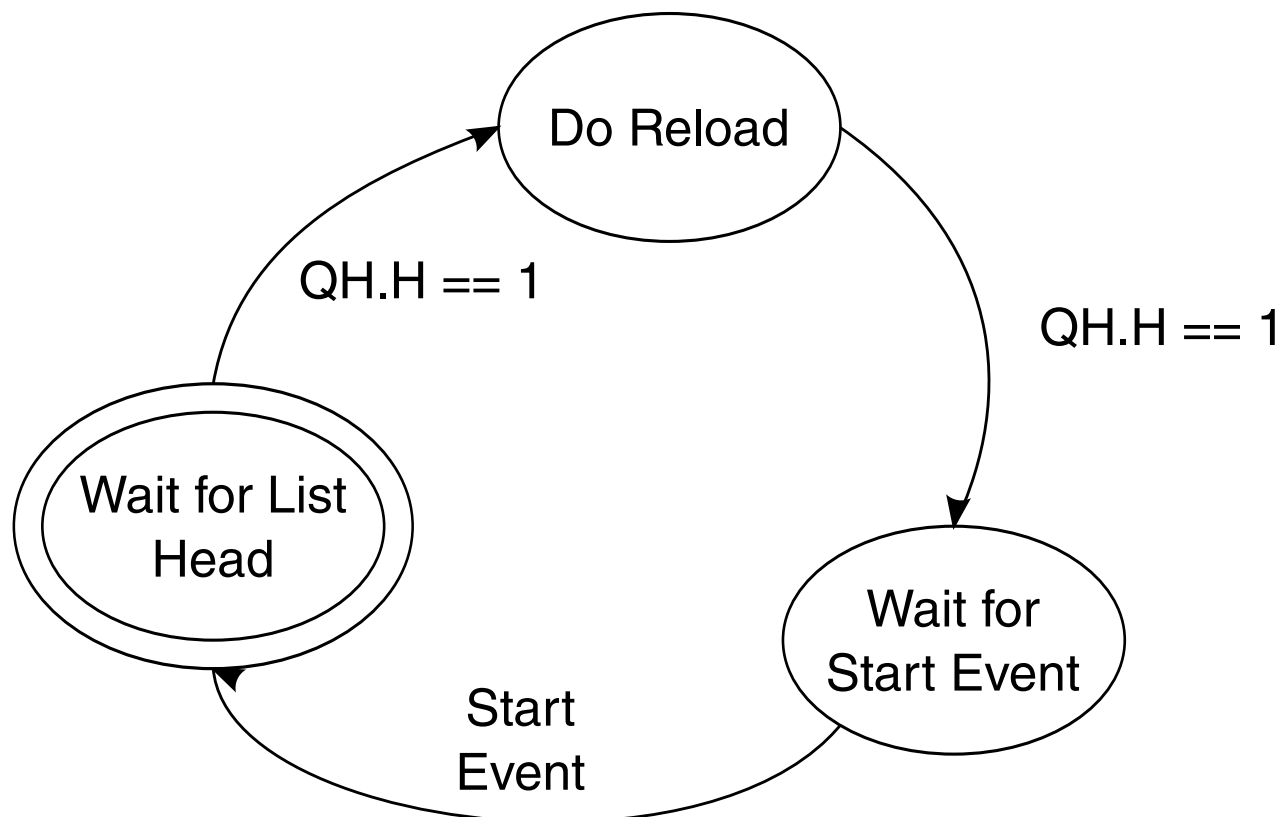 Do Reload
QH.H == 1
QH.H == 1
Wait for List
Head
Wait for
Start Event
Start
Event